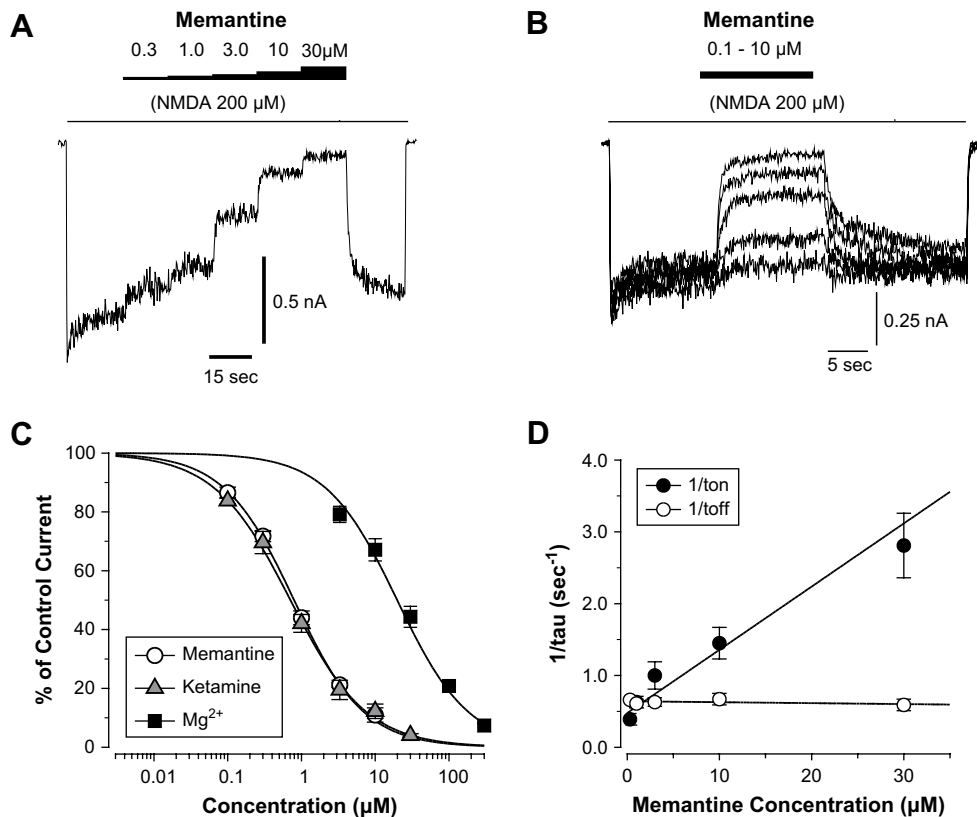 A
Memantine
0.3 1.0 3.0 10 30µM
(NMDA 200 µM)
0.5 nA
15 sec
B
Memantine
0.1 - 10 µM
(NMDA 200 µM)
0.25 nA
5 sec
C
% of Control Current
100
80
60
40
20
0
Memantine
Ketamine
Mg²⁺
0.01 0.1 1 10 100
Concentration (µM)
D
1/tau (sec⁻¹)
4.0
3.0
2.0
1.0
0.0
1/ton
1/toff
0 10 20 30
Memantine Concentration (µM)